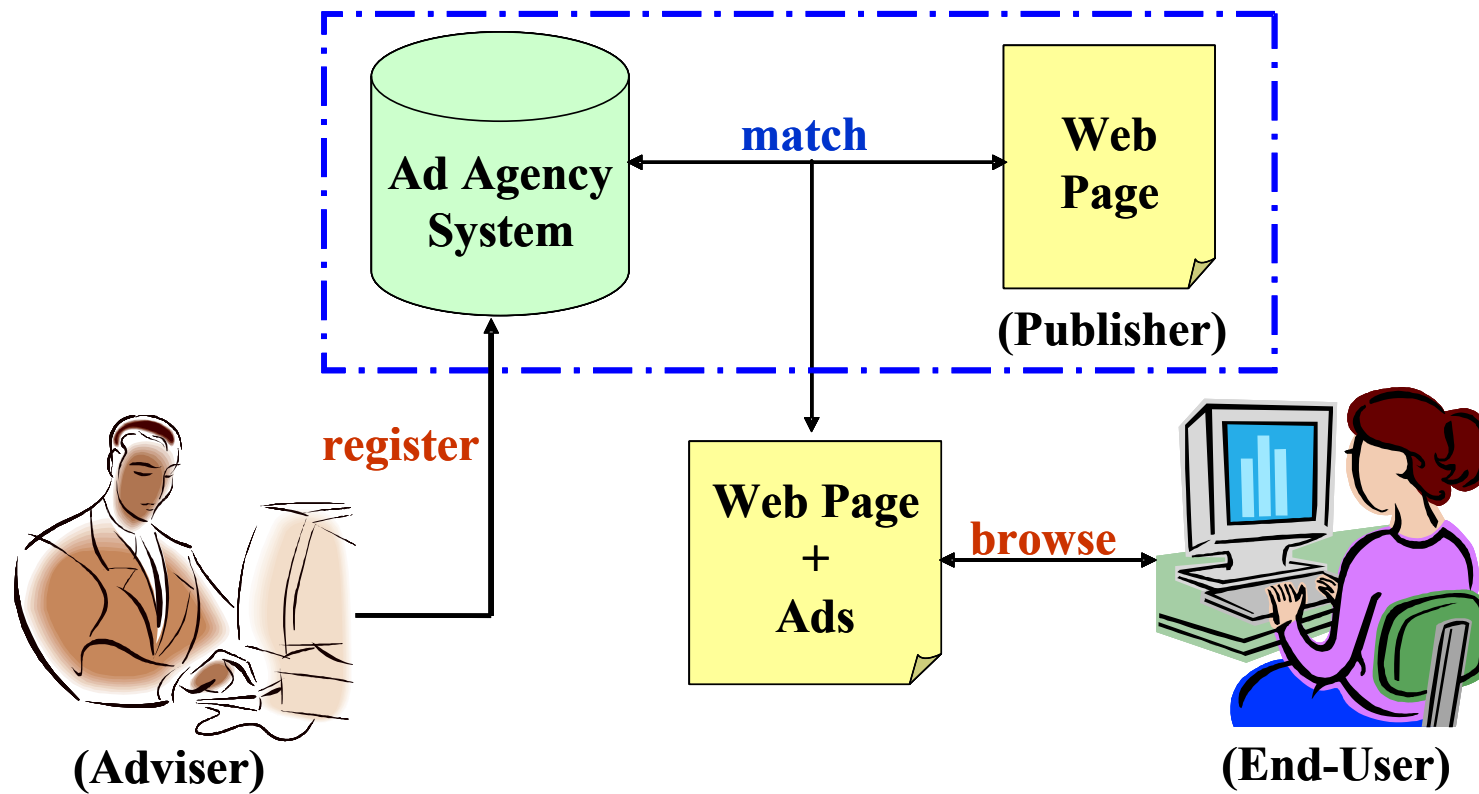 Ad Agency
System
match
Web
Page
(Publisher)
register
Web Page
+
Ads
browse
(Adviser)
(End-User)